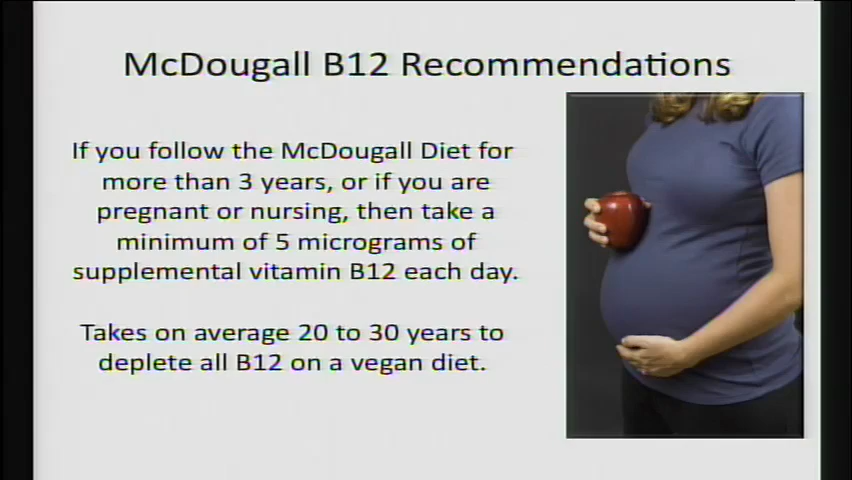 McDougall B12 Recommendations
If you follow the McDougall Diet for
more than 3 years, or if you are
pregnant or nursing, then take a
minimum of 5 micrograms of
supplemental vitamin B12 each day.
Takes on average 20 to 30 years to
deplete all B12 on a vegan diet.